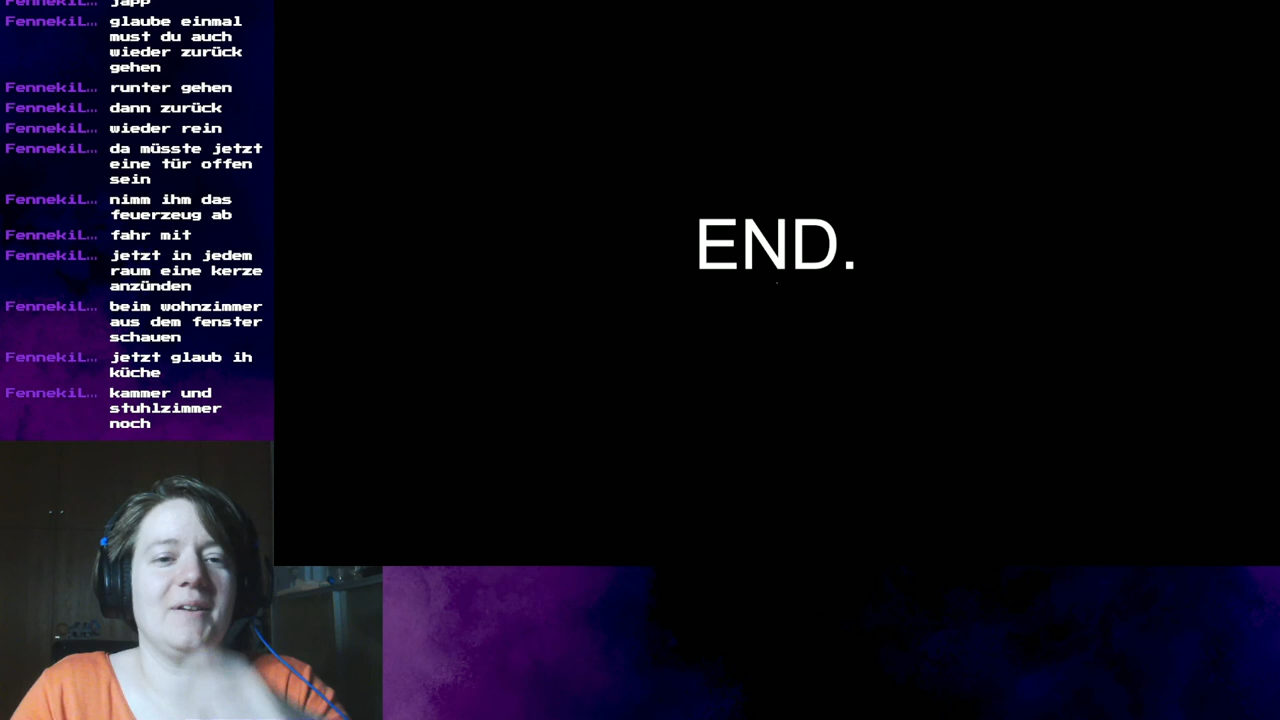 japp
FennekiL… glaube einmal
must du auch
wieder zurück
gehen
FennekiL… runter gehen
FennekiL… dann zurück
FennekiL… wieder rein
FennekiL… da müsste jetzt
eine tür offen
sein
FennekiL… nimm ihm das
feuerzeug ab
FennekiL… fahr mit
FennekiL… jetzt in jedem
raum eine kerze
anzünden
FennekiL… beim wohnzimmer
aus dem fenster
schauen
FennekiL… jetzt glaub ih
küche
FennekiL… kammer und
stuhlzimmer
noch
END.